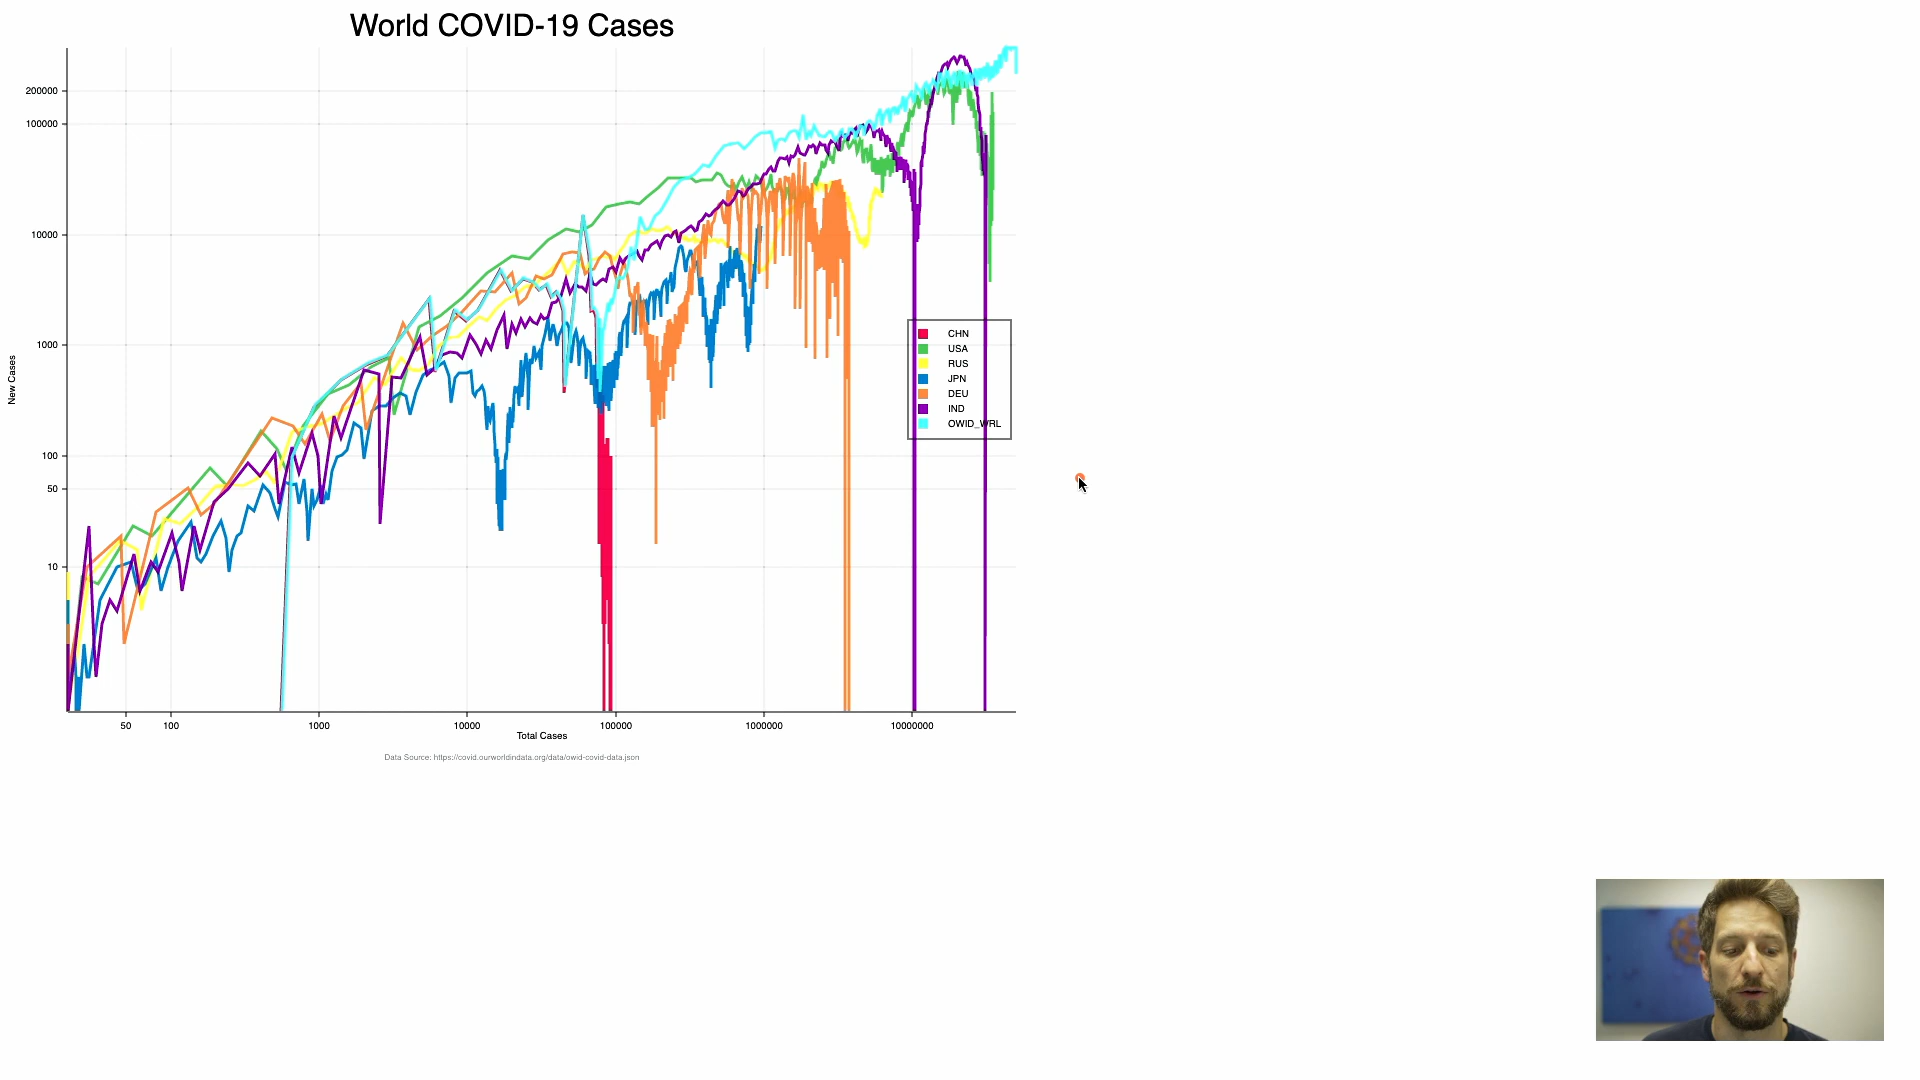 World COVID-19 Cases
200000
100000
10000
1000
100
50
10
New Cases
CHN
USA
RUS
JPN
DEU
IND
OWID_WRL
50 100 1000 10000 100000 1000000 10000000
Total Cases
Data Source: https://covid.ourworldindata.org/data/owid-covid-data.json